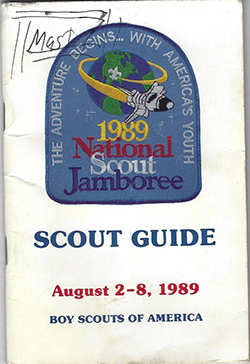 THE ADVENTURE BEGINS... WITH AMERICA'S YOUTH
1989
National
Scout
Jamboree
SCOUT GUIDE
August 2-8, 1989
BOY SCOUTS OF AMERICA